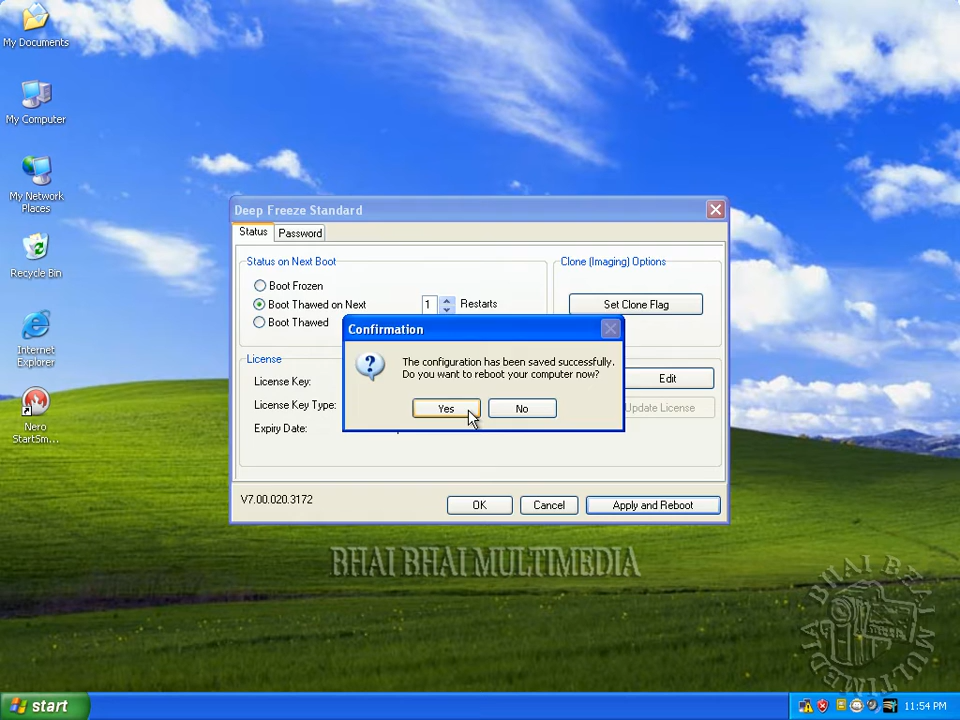 My Documents
My Computer
My Network
Places
Recycle Bin
Internet
Explorer
Nero
StartSm...
Deep Freeze Standard
Status
Password
Status on Next Boot
Boot Frozen
Boot Thawed on Next 1 Restarts
Boot Thawed
Clone (Imaging) Options
Set Clone Flag
License
License Key:
Edit
License Key Type:
Update License
Expiry Date:
Confirmation
The configuration has been saved successfully.
Do you want to reboot your computer now?
Yes
No
V7.00.020.3172
OK
Cancel
Apply and Reboot
BHAI BHAI MULTIMEDIA
BHAI BHAI MULTIMEDIA
start
11:54 PM